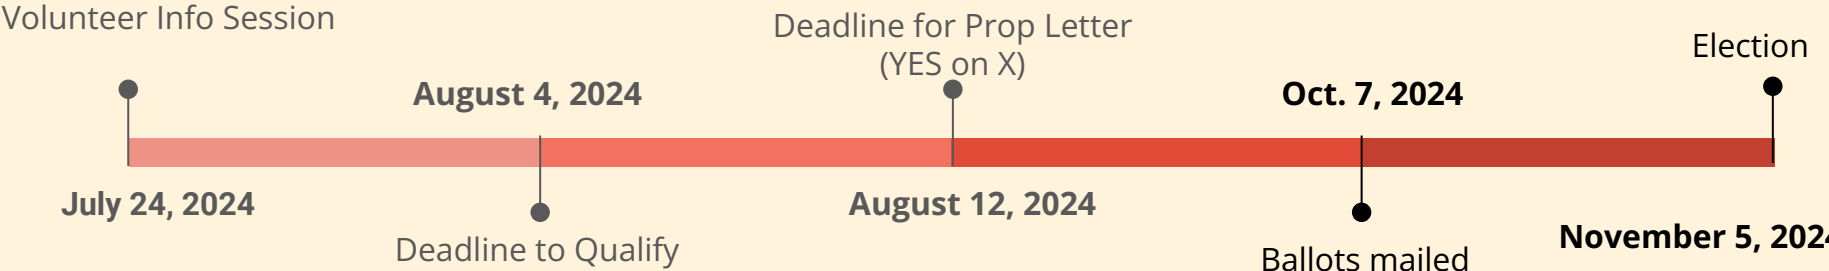 Volunteer Info Session
July 24, 2024
August 4, 2024
Deadline to Qualify
Deadline for Prop Letter
(YES on X)
August 12, 2024
Oct. 7, 2024
Ballots mailed
Election
November 5, 2024